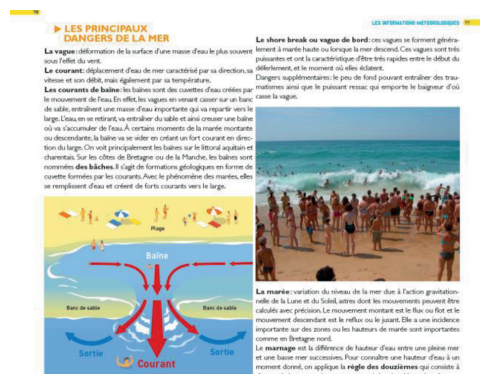 78
LES PRINCIPAUX
DANGERS DE LA MER
La vague : déformation de la surface d'une masse d'eau le plus souvent
sous l'effet du vent.
Le courant : déplacement d'eau de mer caractérisé par sa direction, sa
vitesse et son débit, mais également par sa température.
Les courants de baïne : les baïnes sont des cuvettes d'eau créées par
le mouvement de l'eau. En effet, les vagues en venant casser sur un banc
de sable, entraînent une masse d'eau importante qui va repartir vers le
large. L'eau, en se retirant, va entraîner du sable et ainsi creuser une baïne
où va s'accumuler de l'eau. À certains moments de la marée montante
ou descendante, la baïne va se vider en créant un fort courant en direc-
tion du large. On voit principalement les baïnes sur le littoral aquitain et
charentais. Sur les côtes de Bretagne ou de la Manche, les baïnes sont
nommées des bâches. Il s'agit de formations géologiques en forme de
cuvette formées par les courants. Avec le phénomène des marées, elles
se remplissent d'eau et créent de forts courants vers le large.
Plage
Baïne
Banc de sable
Banc de sable
Sortie
Sortie
Courant
LES INFORMATIONS MÉTÉOROLOGIQUES
Le shore break ou vague de bord : ces vagues se forment généra-
lement à marée haute ou lorsque la mer descend. Ces vagues sont très
puissantes et ont la caractéristique d'être très rapides entre le début du
déferlement, et le moment où elles éclatent.
Dangers supplémentaires : le peu de fond pouvant entraîner des trau-
matismes ainsi que le puissant ressac qui emporte le baigneur d'où
casse la vague.
La marée : variation du niveau de la mer due à l'action gravitation-
nelle de la Lune et du Soleil, astres dont les mouvements peuvent être
calculés avec précision. Le mouvement montant est le flux ou flot et le
mouvement descendant est le reflux ou le jusant. Elle a une incidence
importante sur des zones ou les hauteurs de marée sont importantes
comme en Bretagne nord.
Le marnage est la différence de hauteur d'eau entre une pleine mer
et une basse mer successives. Pour connaître une hauteur d'eau à un
moment donné, on applique la règle des douzièmes qui consiste à